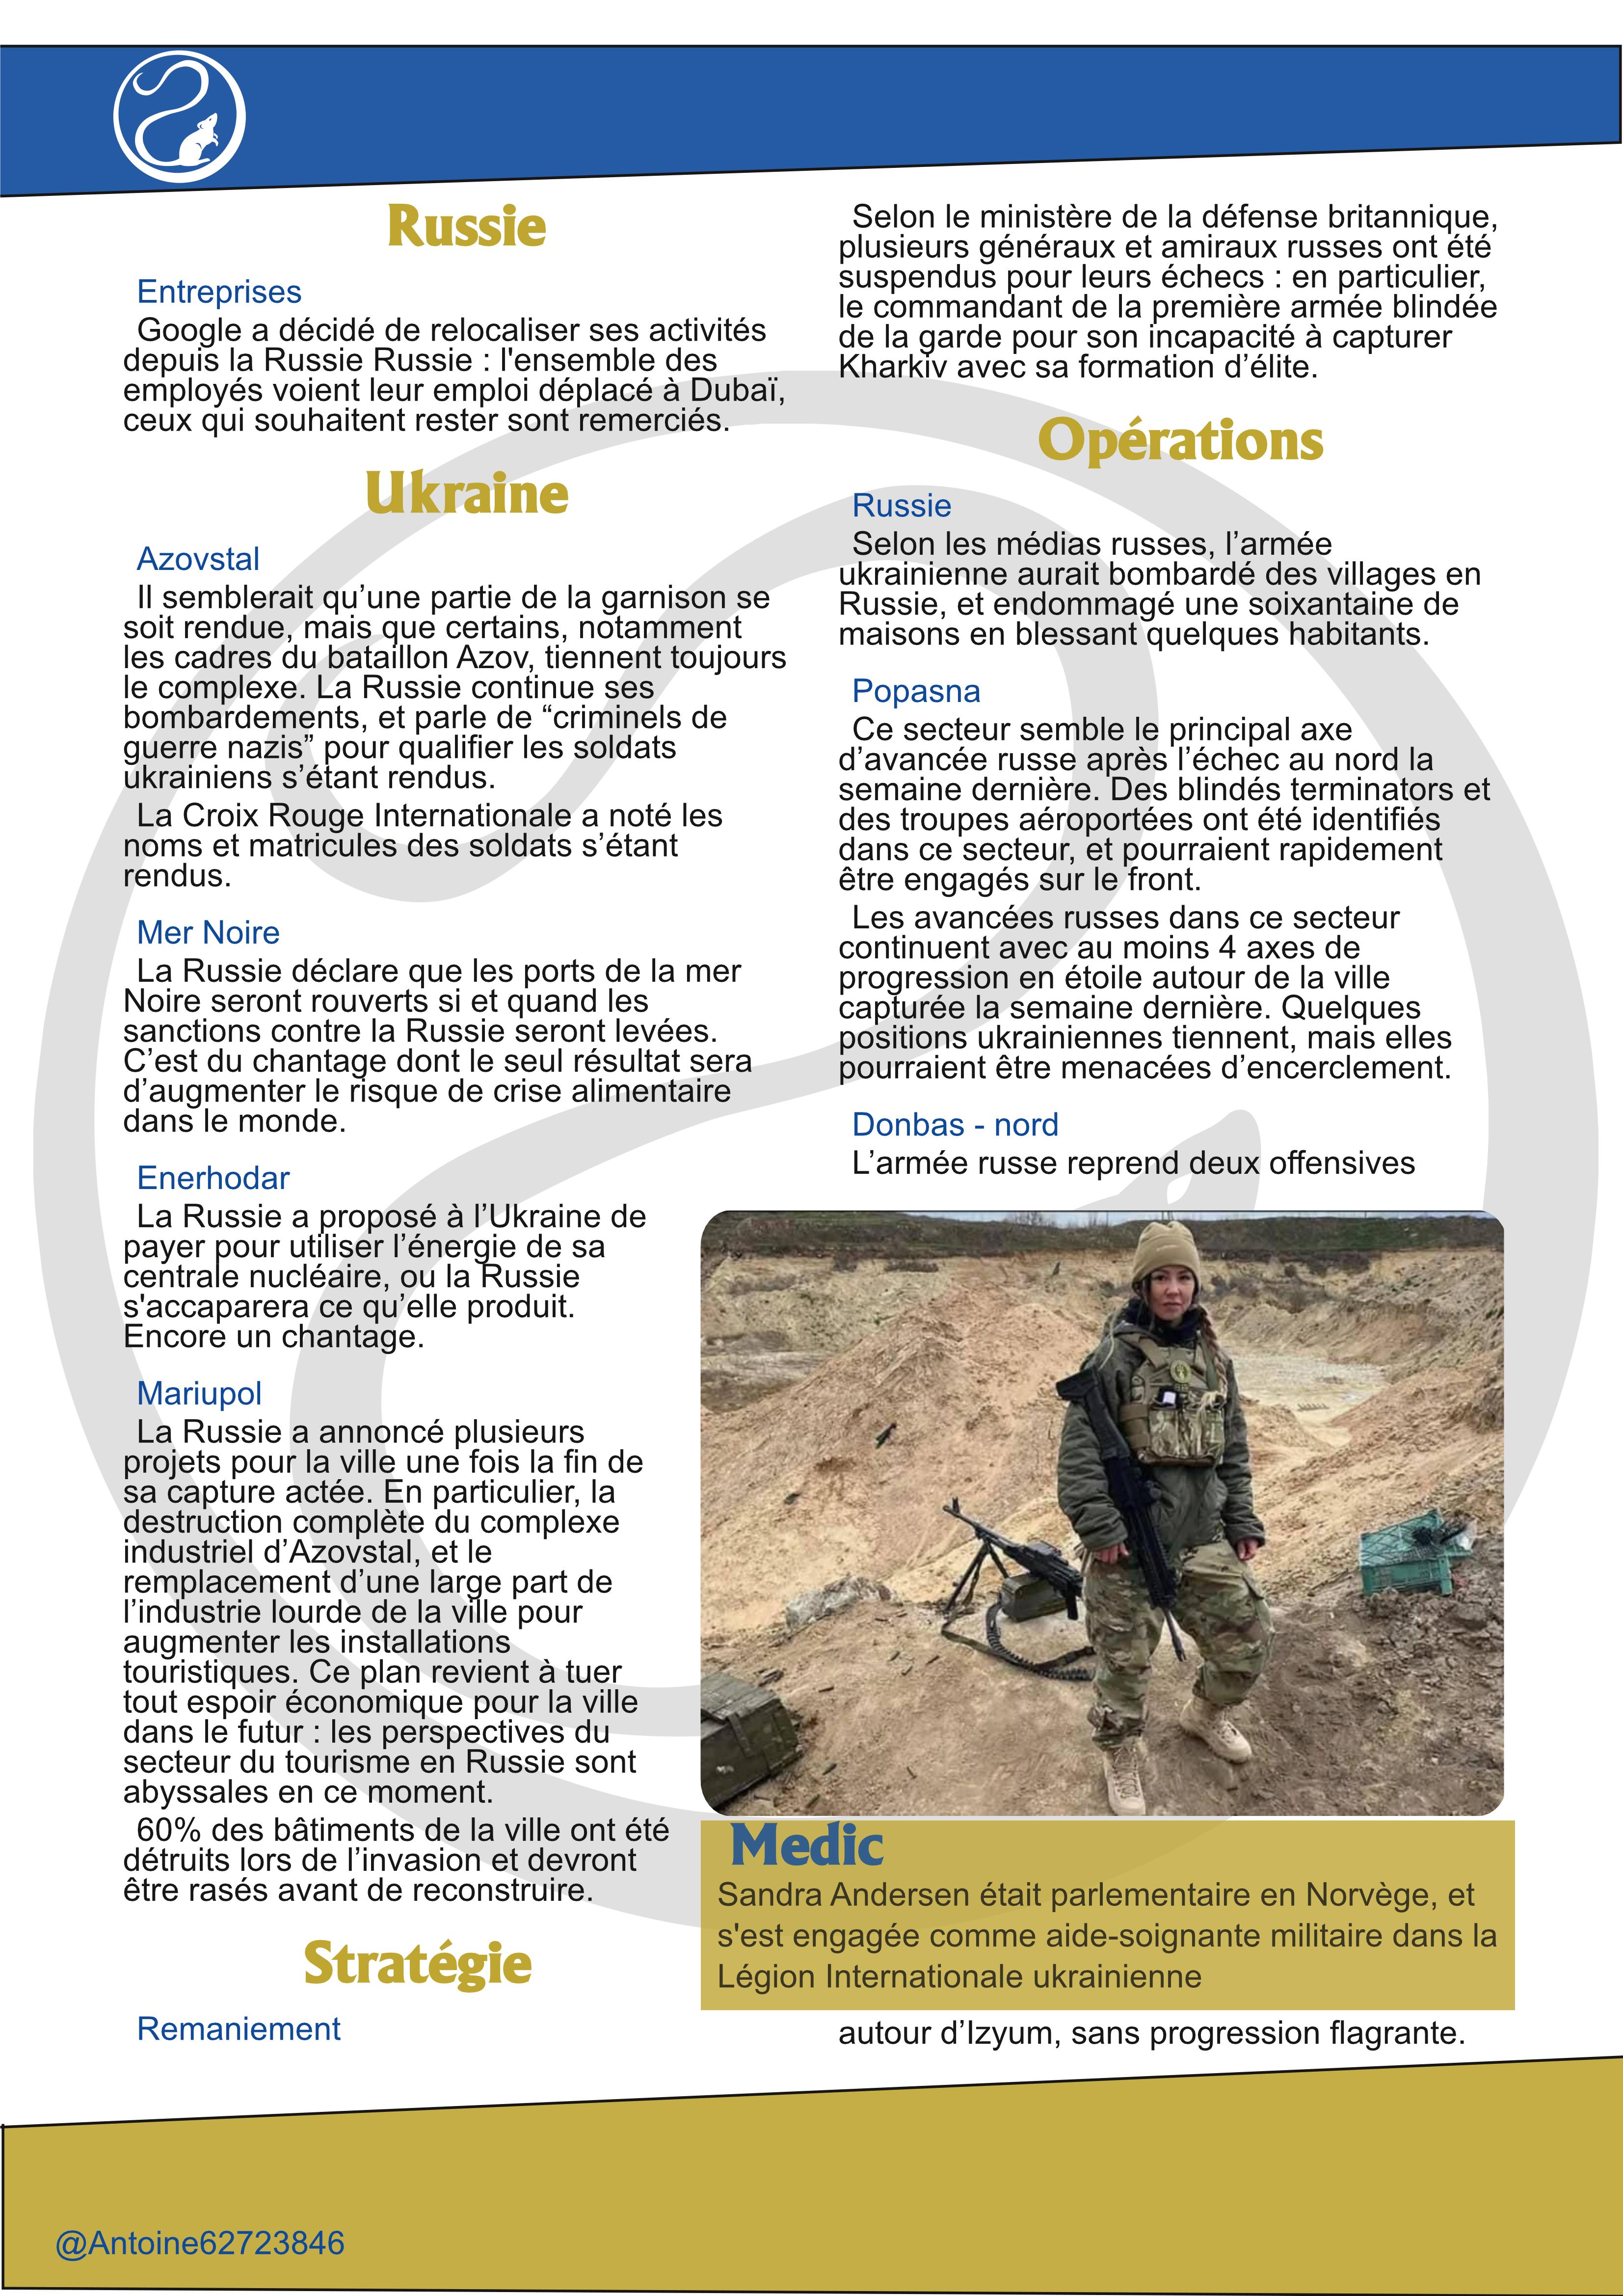 Russie
Entreprises
Google a décidé de relocaliser ses activités
depuis la Russie Russie : l'ensemble des
employés voient leur emploi déplacé à Dubaï,
ceux qui souhaitent rester sont remerciés.
Ukraine
Azovstal
Il semblerait qu’une partie de la garnison se
soit rendue, mais que certains, notamment
les cadres du bataillon Azov, tiennent toujours
le complexe. La Russie continue ses
bombardements, et parle de “criminels de
guerre nazis” pour qualifier les soldats
ukrainiens s’étant rendus.
La Croix Rouge Internationale a noté les
noms et matricules des soldats s’étant
rendus.
Mer Noire
La Russie déclare que les ports de la mer
Noire seront rouverts si et quand les
sanctions contre la Russie seront levées.
C’est du chantage dont le seul résultat sera
d’augmenter le risque de crise alimentaire
dans le monde.
Enerhodar
La Russie a proposé à l’Ukraine de
payer pour utiliser l’énergie de sa
centrale nucléaire, ou la Russie
s'accaparera ce qu’elle produit.
Encore un chantage.
Mariupol
La Russie a annoncé plusieurs
projets pour la ville une fois la fin de
sa capture actée. En particulier, la
destruction complète du complexe
industriel d’Azovstal, et le
remplacement d’une large part de
l’industrie lourde de la ville pour
augmenter les installations
touristiques. Ce plan revient à tuer
tout espoir économique pour la ville
dans le futur : les perspectives du
secteur du tourisme en Russie sont
abyssales en ce moment.
60% des bâtiments de la ville ont été
détruits lors de l’invasion et devront
être rasés avant de reconstruire.
Stratégie
Remaniement
Selon le ministère de la défense britannique,
plusieurs généraux et amiraux russes ont été
suspendus pour leurs échecs : en particulier,
le commandant de la première armée blindée
de la garde pour son incapacité à capturer
Kharkiv avec sa formation d’élite.
Opérations
Russie
Selon les médias russes, l’armée
ukrainienne aurait bombardé des villages en
Russie, et endommagé une soixantaine de
maisons en blessant quelques habitants.
Popasna
Ce secteur semble le principal axe
d’avancée russe après l’échec au nord la
semaine dernière. Des blindés terminators et
des troupes aéroportées ont été identifiés
dans ce secteur, et pourraient rapidement
être engagés sur le front.
Les avancées russes dans ce secteur
continuent avec au moins 4 axes de
progression en étoile autour de la ville
capturée la semaine dernière. Quelques
positions ukrainiennes tiennent, mais elles
pourraient être menacées d’encerclement.
Donbas - nord
L’armée russe reprend deux offensives
autour d’Izyum, sans progression flagrante.
Medic
Sandra Andersen était parlementaire en Norvège, et
s'est engagée comme aide-soignante militaire dans la
Légion Internationale ukrainienne
@Antoine62723846